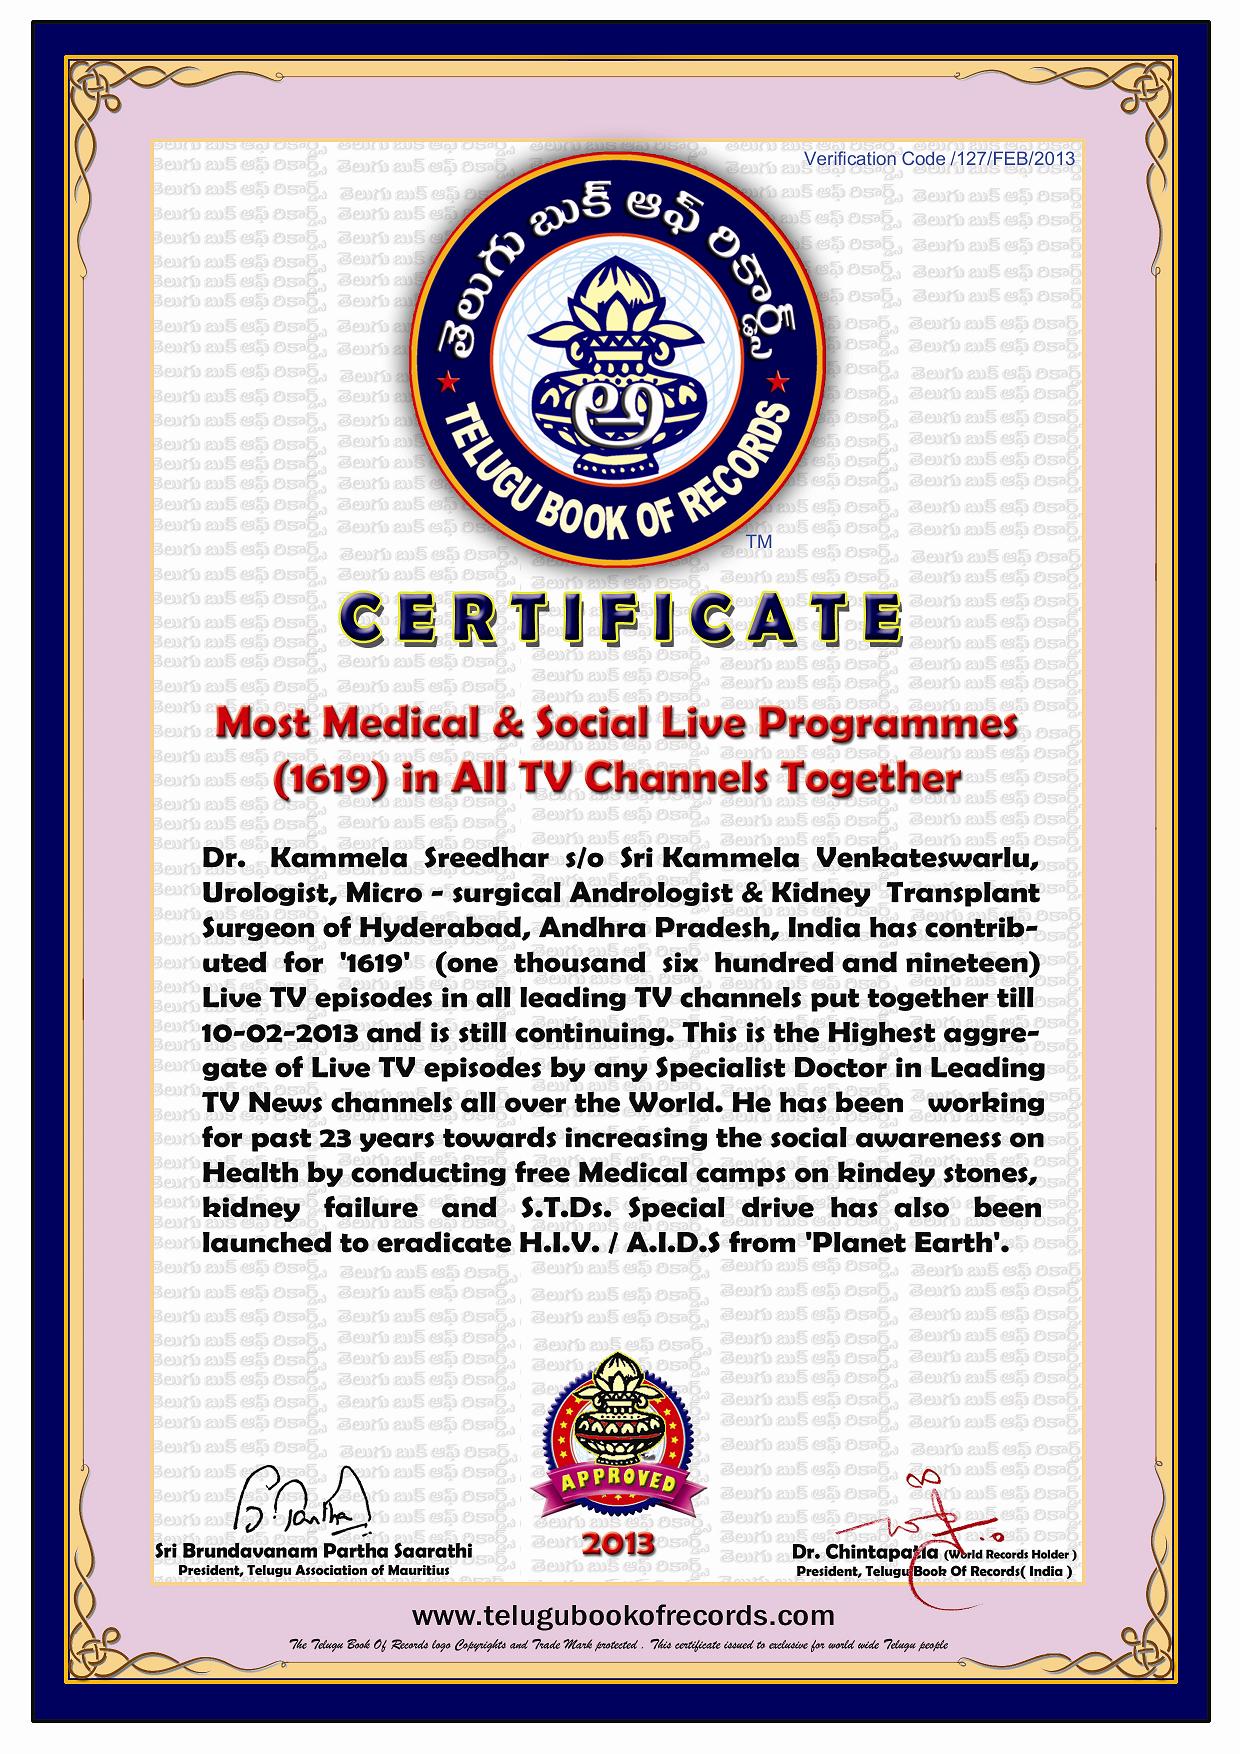 Verification Code /127/FEB/2013
తెలుగు బుక్ ఆఫ్ రికార్డ్స్
అ
TELUGU BOOK OF RECORDS
TM
CERTIFICATE
Most Medical & Social Live Programmes
(1619) in All TV Channels Together
Dr. Kammela Sreedhar s/o Sri Kammela Venkateswarlu,
Urologist, Micro - surgical Andrologist & Kidney Transplant
Surgeon of Hyderabad, Andhra Pradesh, India has contrib-
uted for '1619' (one thousand six hundred and nineteen)
Live TV episodes in all leading TV channels put together till
10-02-2013 and is still continuing. This is the Highest aggre-
gate of Live TV episodes by any Specialist Doctor in Leading
TV News channels all over the World. He has been working
for past 23 years towards increasing the social awareness on
Health by conducting free Medical camps on kindey stones,
kidney failure and S.T.Ds. Special drive has also been
launched to eradicate H.I.V. / A.I.D.S from 'Planet Earth'.
APPROVED
2013
Sri Brundavanam Partha Saarathi
President, Telugu Association of Mauritius
Dr. Chintapatla (World Records Holder )
President, Telugu Book Of Records( India )
www.telugubookofrecords.com
The Telugu Book Of Records logo Copyrights and Trade Mark protected . This certificate issued to exclusive for world wide Telugu people